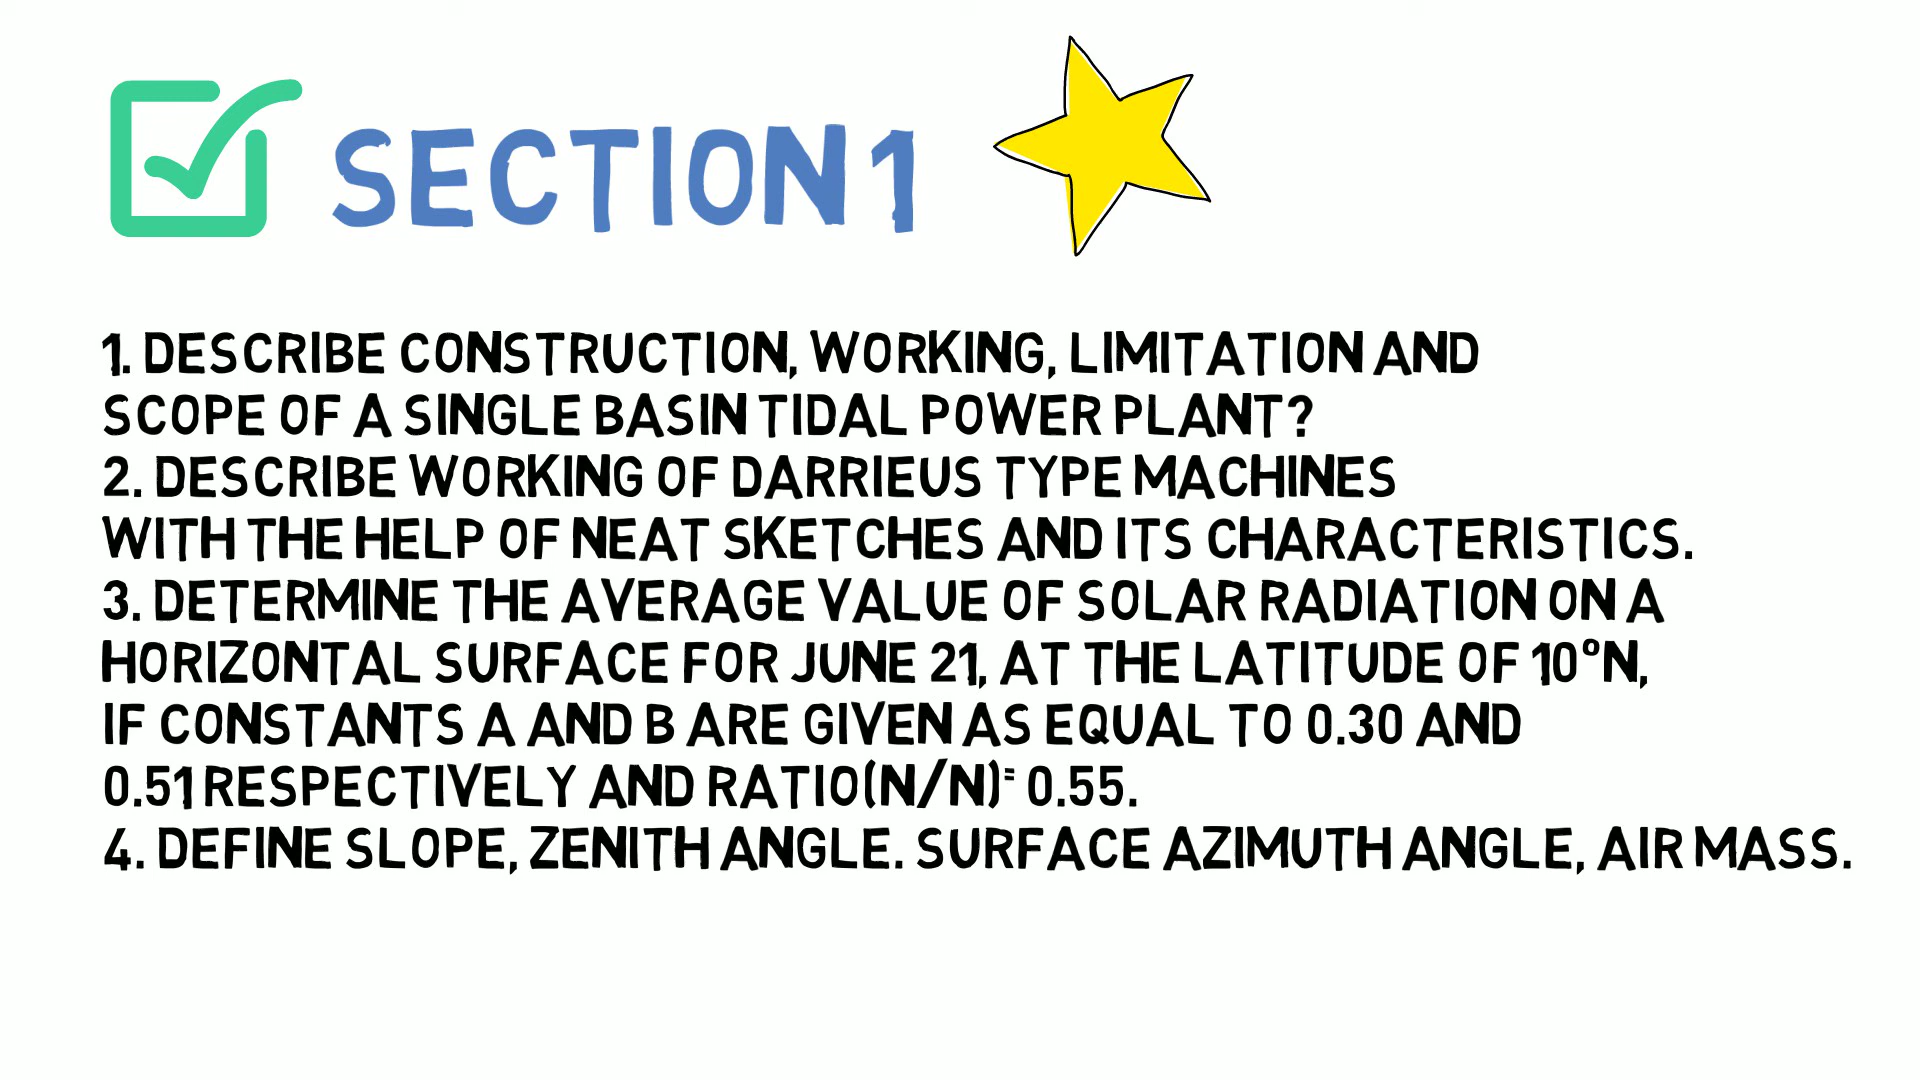 SECTION 1
1. DESCRIBE CONSTRUCTION, WORKING, LIMITATION AND
SCOPE OF A SINGLE BASIN TIDAL POWER PLANT?
2. DESCRIBE WORKING OF DARRIEUS TYPE MACHINES
WITH THE HELP OF NEAT SKETCHES AND ITS CHARACTERISTICS.
3. DETERMINE THE AVERAGE VALUE OF SOLAR RADIATION ON A
HORIZONTAL SURFACE FOR JUNE 21, AT THE LATITUDE OF 10°N,
IF CONSTANTS A AND B ARE GIVEN AS EQUAL TO 0.30 AND
0.51 RESPECTIVELY AND RATIO(N/N)= 0.55.
4. DEFINE SLOPE, ZENITH ANGLE. SURFACE AZIMUTH ANGLE, AIR MASS.